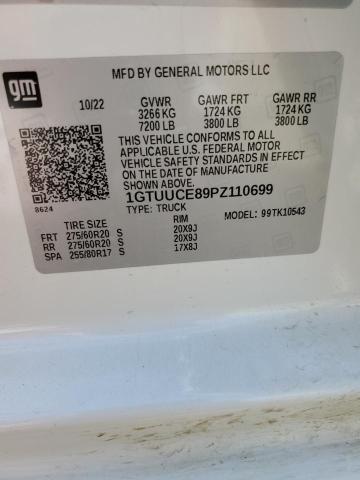 gm
MFD BY GENERAL MOTORS LLC
10/22 GVWR GAWR FRT GAWR RR
3266 KG 1724 KG 1724 KG
7200 LB 3800 LB 3800 LB
THIS VEHICLE CONFORMS TO ALL
APPLICABLE U.S. FEDERAL MOTOR
VEHICLE SAFETY STANDARDS IN
EFFECT ON THE DATE OF
MANUFACTURE SHOWN ABOVE.
1GTUUCE89PZ110699
8624 TYPE: TRUCK MODEL: 99TK10543
TIRE SIZE RIM
FRT 275/60R20 S 20X9J
RR 275/60R20 S 20X9J
SPA 255/80R17 S 17X8J